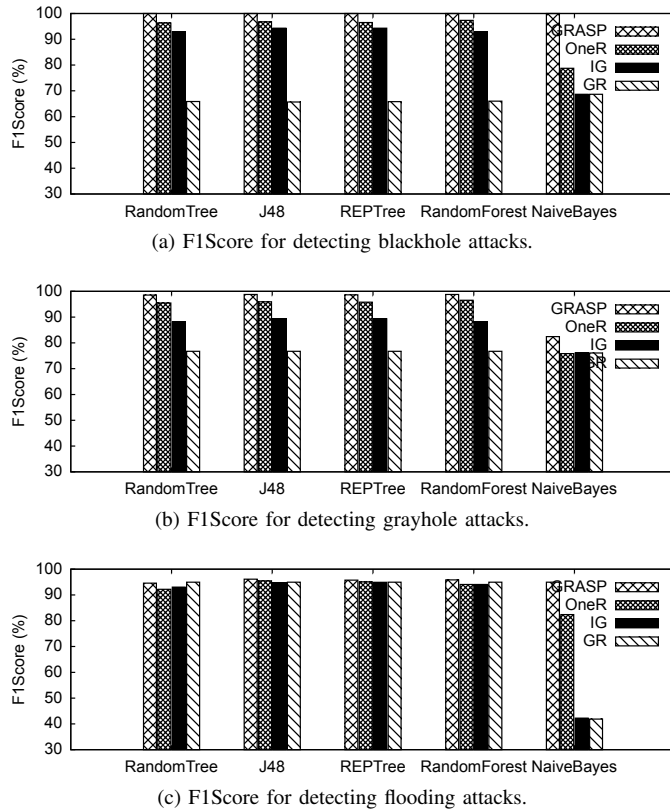 100
90
80
70
60
50
40
30
F1Score (%)
GRASP
OneR
IG
GR
RandomTree J48 REPTree RandomForest NaiveBayes
(a) F1Score for detecting blackhole attacks.
100
90
80
70
60
50
40
30
F1Score (%)
GRASP
OneR
IG
GR
RandomTree J48 REPTree RandomForest NaiveBayes
(b) F1Score for detecting grayhole attacks.
100
90
80
70
60
50
40
30
F1Score (%)
GRASP
OneR
IG
GR
RandomTree J48 REPTree RandomForest NaiveBayes
(c) F1Score for detecting flooding attacks.